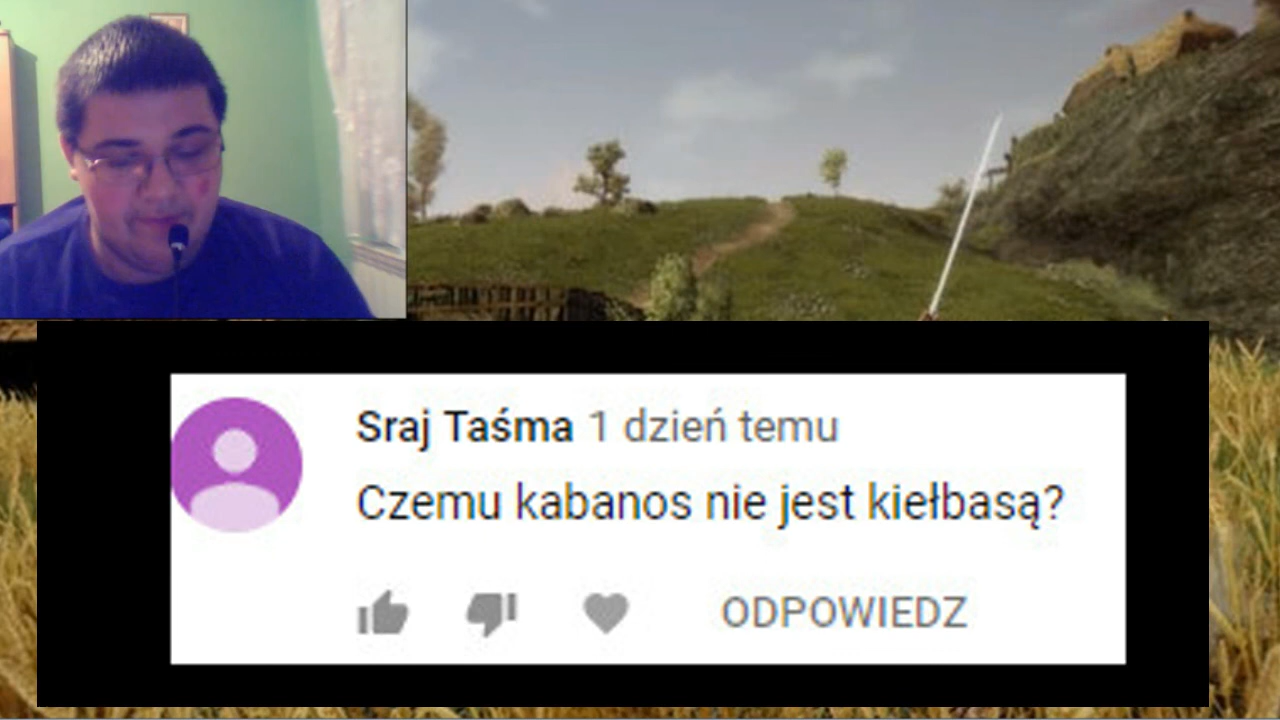 Sraj Taśma 1 dzień temu
Czemu kabanos nie jest kiełbasą?
ODPOWIEDZ